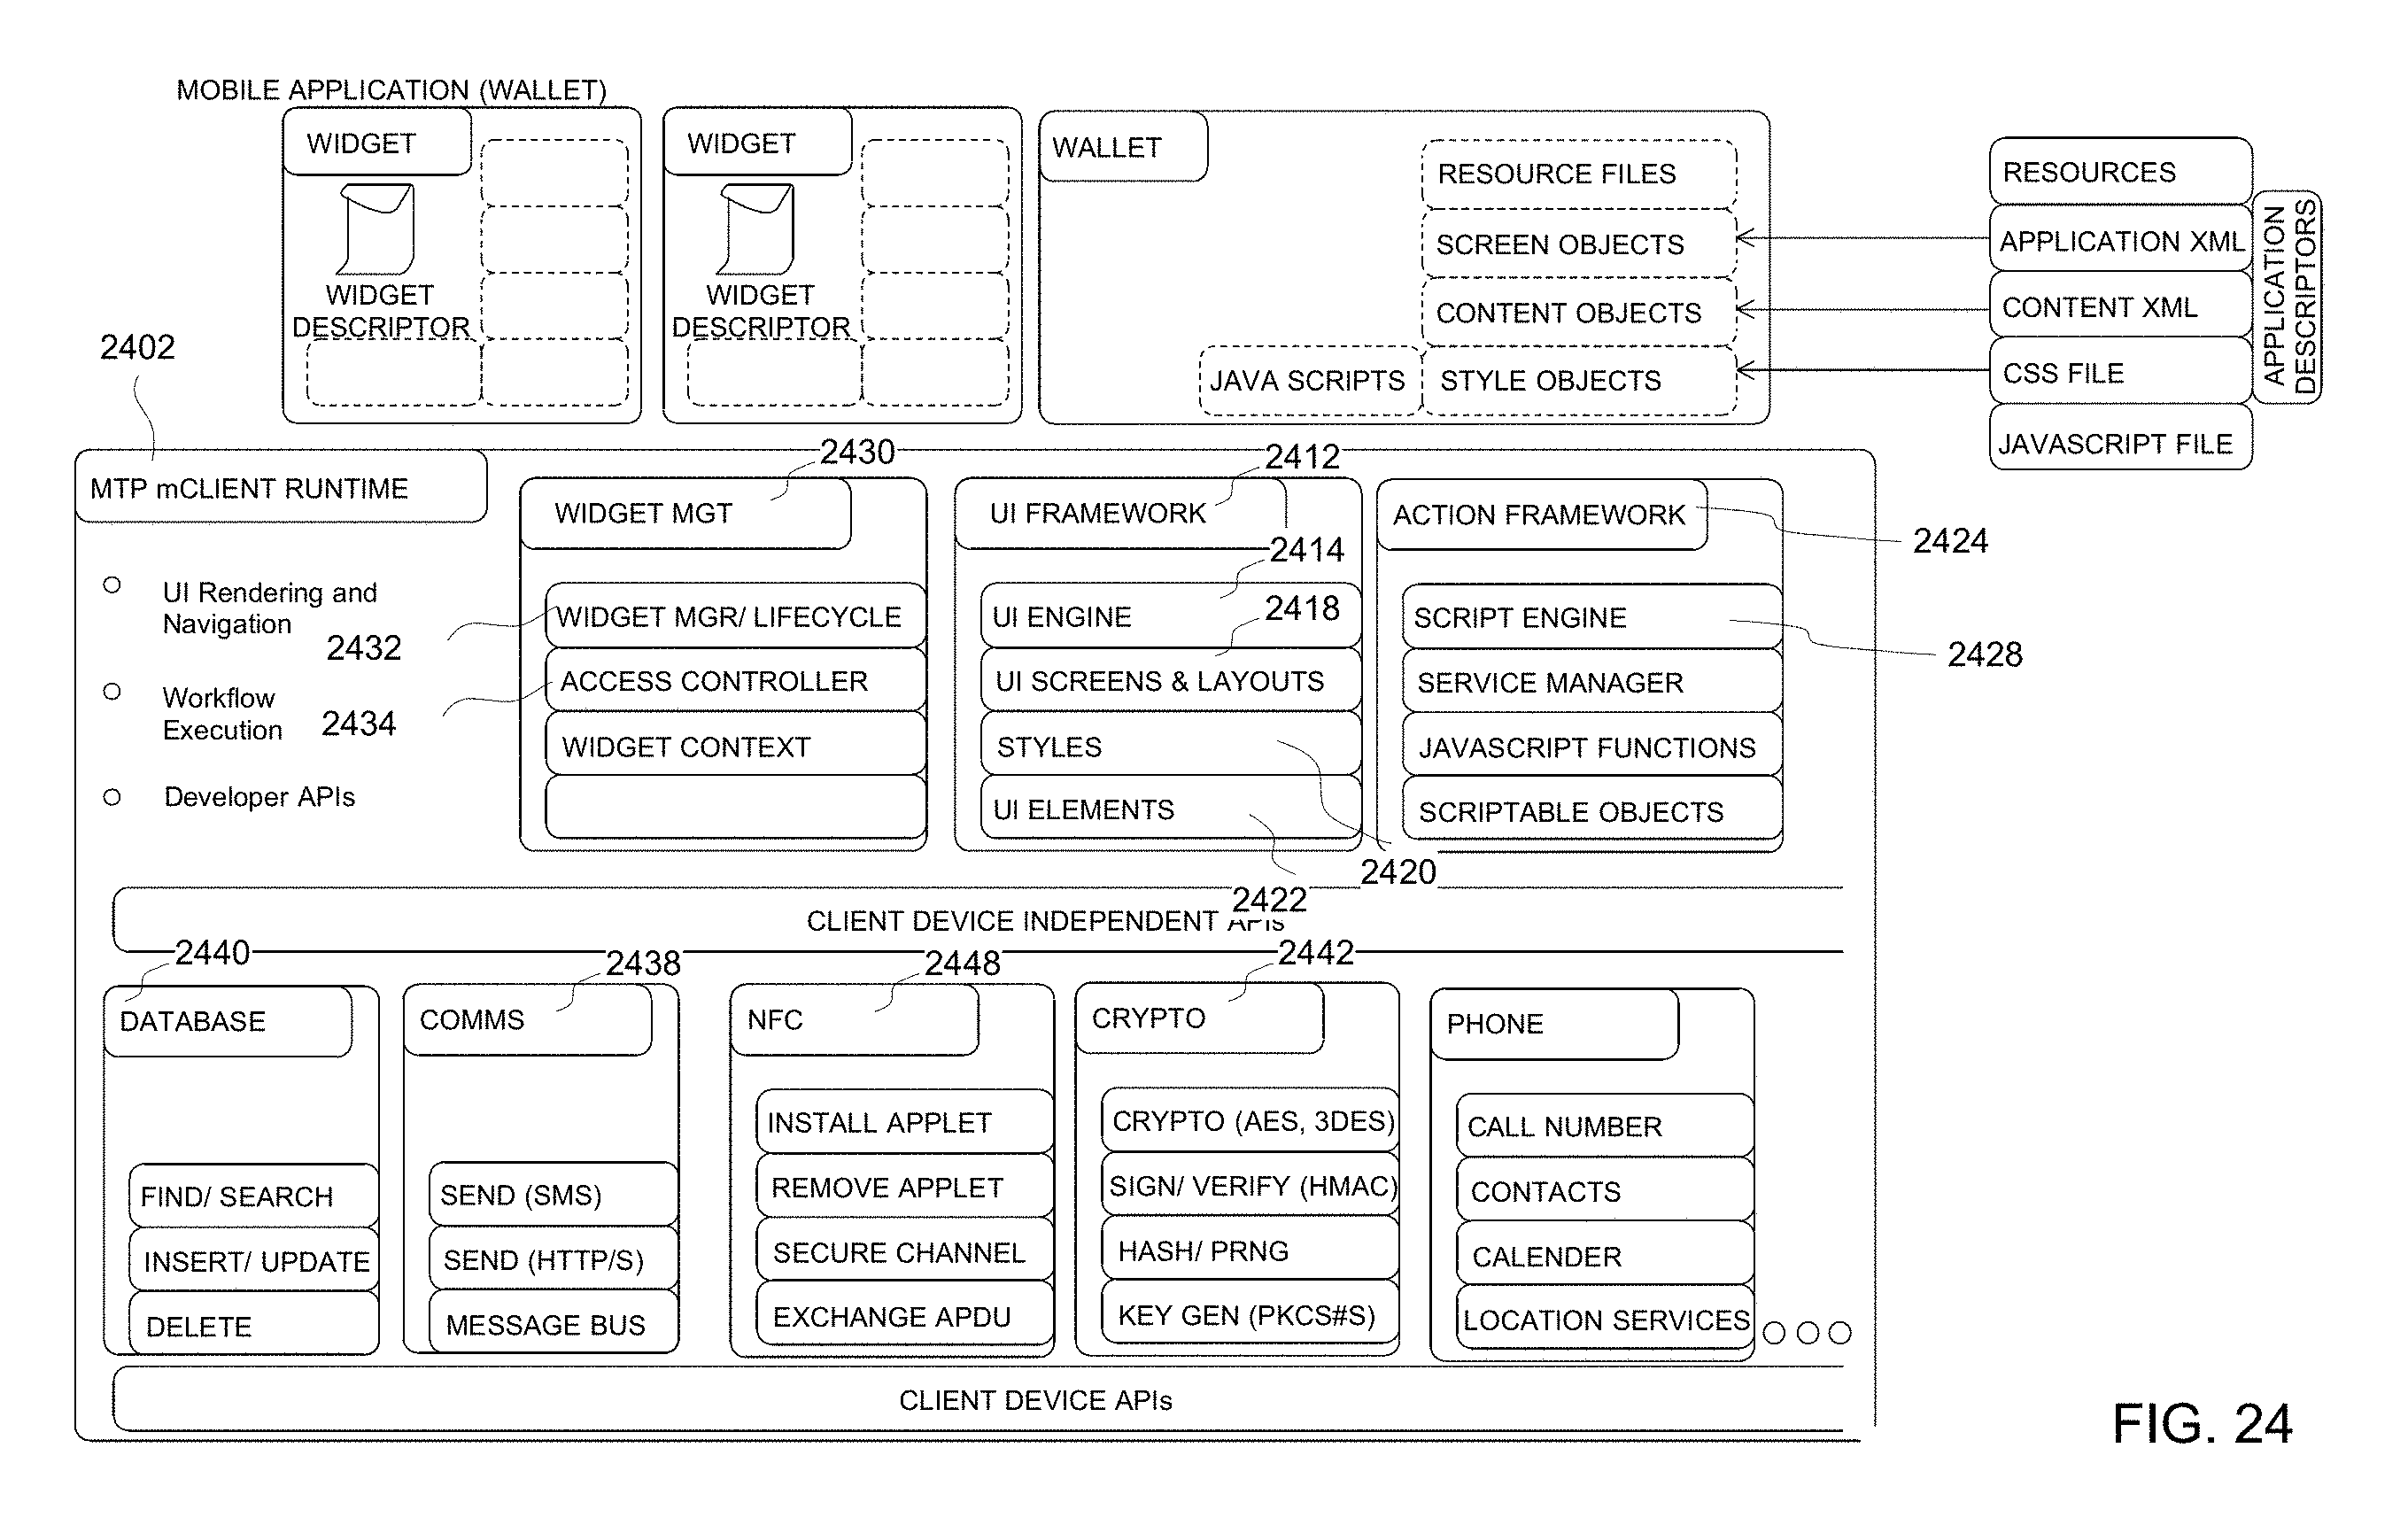 MOBILE APPLICATION (WALLET)
WIDGET
WIDGET
DESCRIPTOR
WIDGET
WIDGET
DESCRIPTOR
WALLET
RESOURCE FILES
SCREEN OBJECTS
CONTENT OBJECTS
JAVA SCRIPTS
STYLE OBJECTS
RESOURCES
APPLICATION XML
CONTENT XML
CSS FILE
JAVASCRIPT FILE
APPLICATION
DESCRIPTORS
2402
MTP mCLIENT RUNTIME
UI Rendering and
Navigation
Workflow
Execution
Developer APIs
2430
WIDGET MGT
2432
WIDGET MGR/ LIFECYCLE
2434
ACCESS CONTROLLER
WIDGET CONTEXT
2412
UI FRAMEWORK
2414
UI ENGINE
2418
UI SCREENS & LAYOUTS
STYLES
UI ELEMENTS
2420
2422
ACTION FRAMEWORK
2424
SCRIPT ENGINE
2428
SERVICE MANAGER
JAVASCRIPT FUNCTIONS
SCRIPTABLE OBJECTS
CLIENT DEVICE INDEPENDENT APIs
2440
DATABASE
FIND/ SEARCH
INSERT/ UPDATE
DELETE
2438
COMMS
SEND (SMS)
SEND (HTTP/S)
MESSAGE BUS
2448
NFC
INSTALL APPLET
REMOVE APPLET
SECURE CHANNEL
EXCHANGE APDU
2442
CRYPTO
CRYPTO (AES, 3DES)
SIGN/ VERIFY (HMAC)
HASH/ PRNG
KEY GEN (PKCS#S)
PHONE
CALL NUMBER
CONTACTS
CALENDER
LOCATION SERVICES
CLIENT DEVICE APIs
FIG. 24